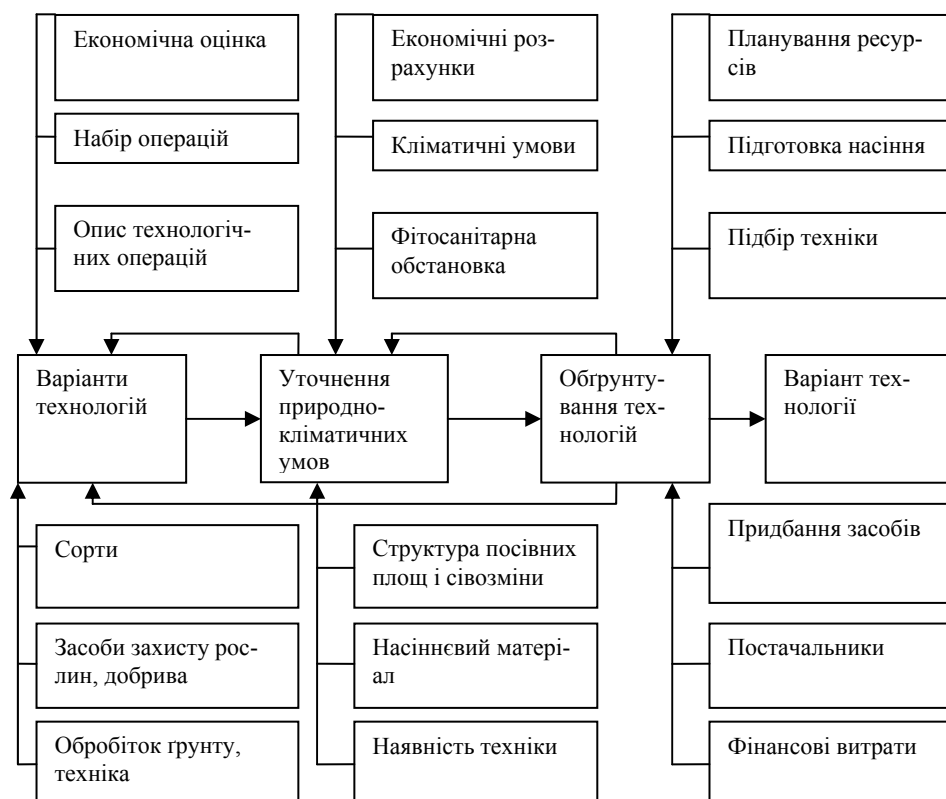 Економічна оцінка
Економічні роз-
рахунки
Планування ресур-
сів
Набір операцій
Кліматичні умови
Підготовка насіння
Опис технологіч-
них операцій
Фітосанітарна
обстановка
Підбір техніки
Варіанти
технологій
Уточнення
природно-
кліматичних
умов
Обґрунту-
вання тех-
нологій
Варіант тех-
нології
Сорти
Структура посівних
площ і сівозміни
Придбання засобів
Засоби захисту рос-
лин, добрива
Насіннєвий матері-
ал
Постачальники
Обробіток ґрунту,
техніка
Наявність техніки
Фінансові витрати